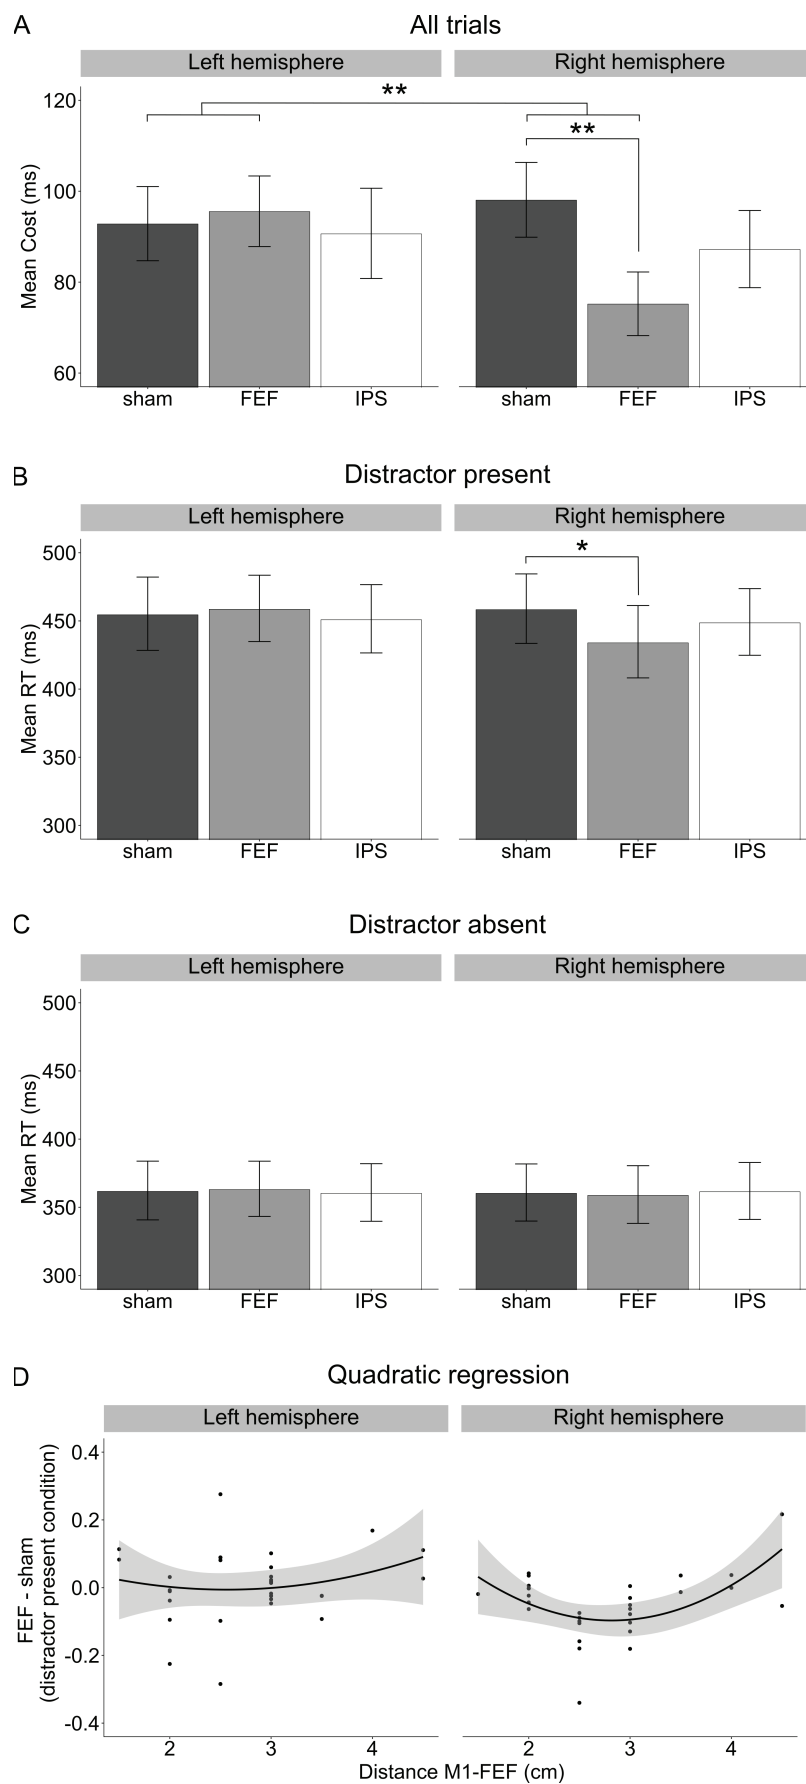 A
All trials
Left hemisphere
Right hemisphere
**
**
120
100
80
60
Mean Cost (ms)
sham FEF IPS
sham FEF IPS
B
Distractor present
Left hemisphere
Right hemisphere
*
500
450
400
350
300
Mean RT (ms)
sham FEF IPS
sham FEF IPS
C
Distractor absent
Left hemisphere
Right hemisphere
500
450
400
350
300
Mean RT (ms)
sham FEF IPS
sham FEF IPS
D
Quadratic regression
Left hemisphere
Right hemisphere
0.4
0.2
0.0
-0.2
-0.4
FEF - sham
(distractor present condition)
2 3 4
2 3 4
Distance M1-FEF (cm)